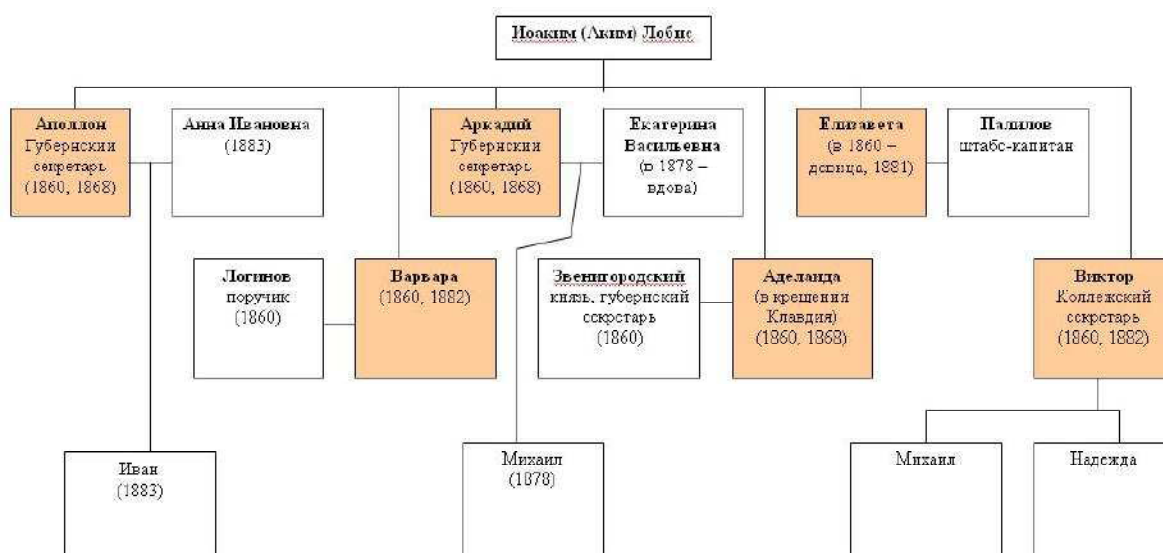 Иоаким (Аким) Лобис
Аполлон
Губернский
секретарь
(1860, 1868)
Анна Ивановна
(1883)
Аркадий
Губернский
секретарь
(1860, 1868)
Екатерина
Васильевна
(в 1878 –
вдова)
Елизавета
(в 1860 –
девица, 1881)
Палилов
штабс-капитан
Логинов
поручик
(1860)
Варвара
(1860, 1882)
Звенигородский
князь, губернский
секретарь
(1860)
Аделаида
(в крещении
Клавдия)
(1860, 1868)
Виктор
Коллежский
секретарь
(1860, 1882)
Иван
(1883)
Михаил
(1878)
Михаил
Надежда